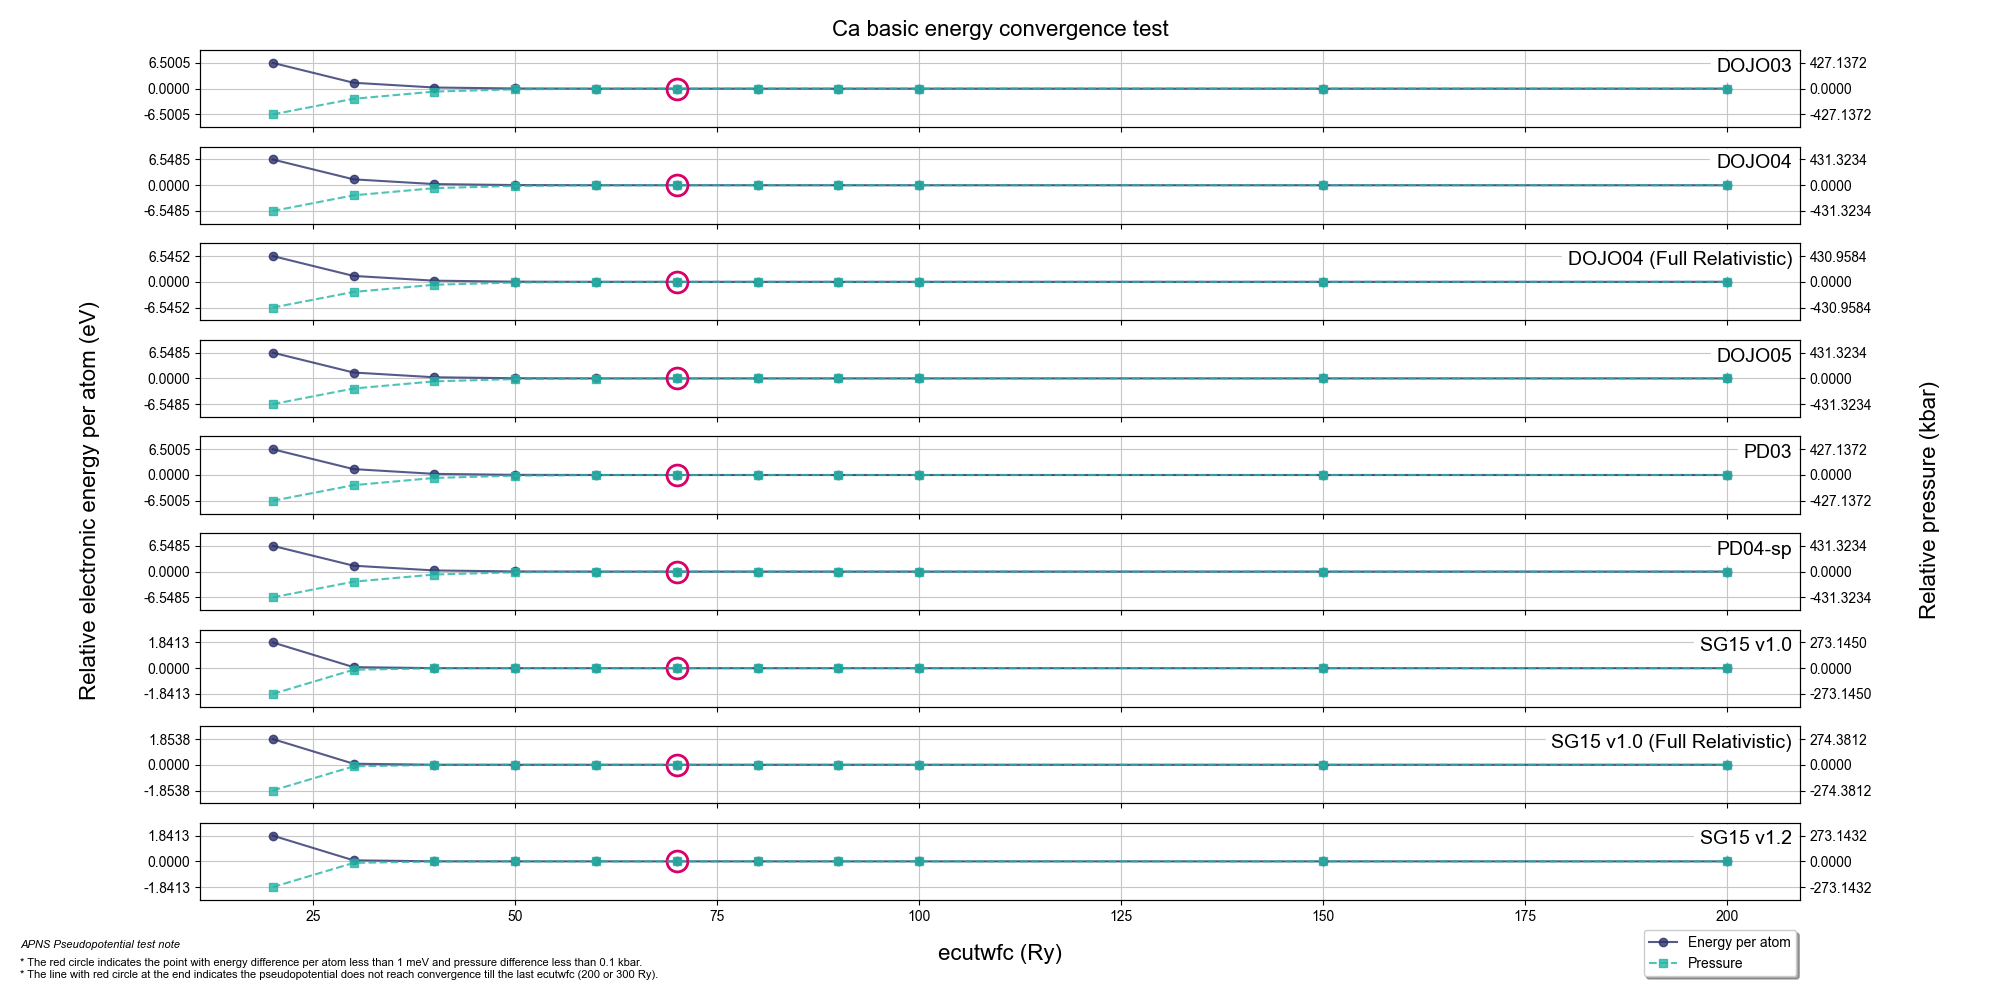 Ca basic energy convergence test
Relative electronic energy per atom (eV)
Relative pressure (kbar)
DOJO03
6.5005
0.0000
-6.5005
427.1372
0.0000
-427.1372
DOJO04
6.5485
0.0000
-6.5485
431.3234
0.0000
-431.3234
DOJO04 (Full Relativistic)
6.5452
0.0000
-6.5452
430.9584
0.0000
-430.9584
DOJO05
6.5485
0.0000
-6.5485
431.3234
0.0000
-431.3234
PD03
6.5005
0.0000
-6.5005
427.1372
0.0000
-427.1372
PD04-sp
6.5485
0.0000
-6.5485
431.3234
0.0000
-431.3234
SG15 v1.0
1.8413
0.0000
-1.8413
273.1450
0.0000
-273.1450
SG15 v1.0 (Full Relativistic)
1.8538
0.0000
-1.8538
274.3812
0.0000
-274.3812
SG15 v1.2
1.8413
0.0000
-1.8413
273.1432
0.0000
-273.1432
25 50 75 100 125 150 175 200
ecutwfc (Ry)
Energy per atom
Pressure
APNS Pseudopotential test note
* The red circle indicates the point with energy difference per atom less than 1 meV and pressure difference less than 0.1 kbar.
* The line with red circle at the end indicates the pseudopotential does not reach convergence till the last ecutwfc (200 or 300 Ry).